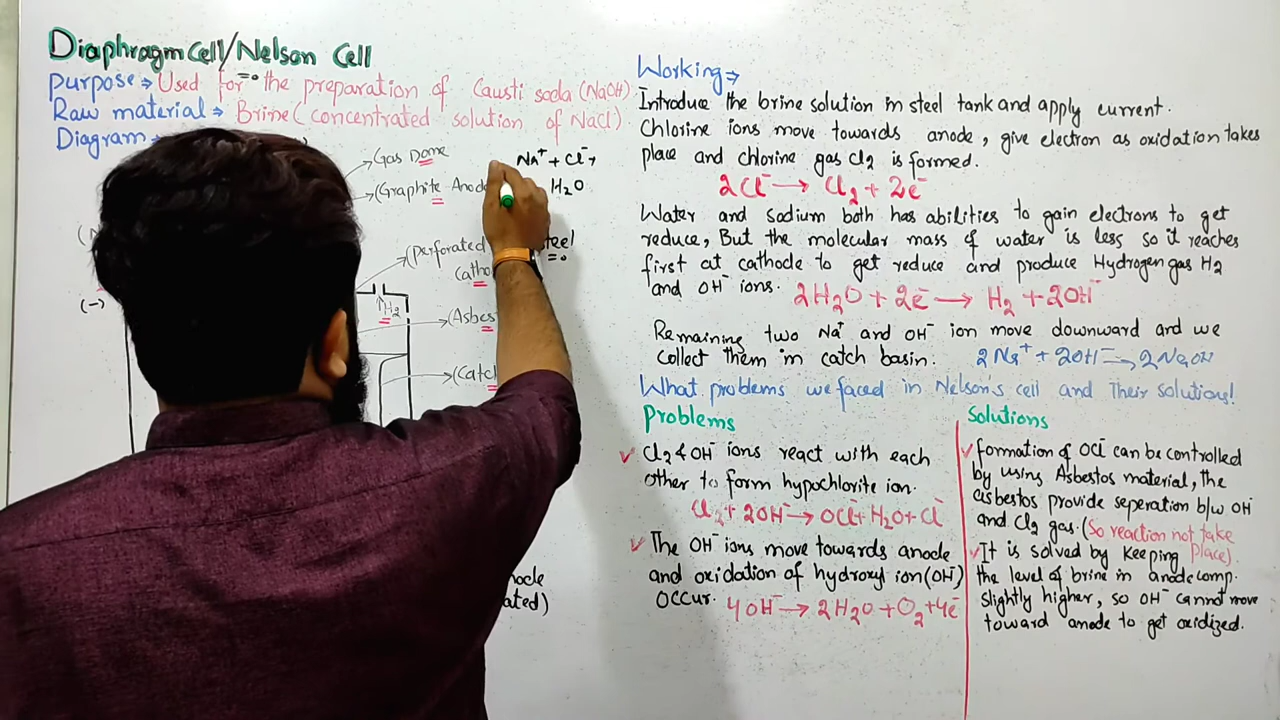 Diaphragm Cell/Nelson Cell
Purpose → Used for the preparation of Causti soda (NaOH)
Raw material → Brine (concentrated solution of NaCl)
Diagram
Gas Dome
(Graphite Anod
(Perforated
steel
Catho
H2
(Asbes
(Catc
(-)
Na+ + Cl- +
H2O
node
ated)
Working →
Introduce the brine solution in steel tank and apply current.
Chlorine ions move towards anode, give electron as oxidation takes
place and chlorine gas Cl2 is formed.
2Cl- → Cl2 + 2e-
Water and Sodium both has abilities to gain electrons to get
reduce, But the molecular mass of water is less so it reaches
first at cathode to get reduce and produce Hydrogen gas H2
and OH- ions. 2H2O + 2e- → H2 + 2OH-
Remaining two Na+ and OH- ion move downward and we
collect them in catch basin. 2Na+ + 2OH- → 2NaOH
What problems we faced in Nelson's cell and Their solutions!
Problems
✓ Cl2 & OH- ions react with each
other to form hypochlorite ion.
Cl2 + 2OH- → OCl- + H2O + Cl-
✓ The OH- ions move towards anode
and oxidation of hydroxyl ion (OH-)
occur. 4OH- → 2H2O + O2 + 4e-
Solutions
✓ formation of OCl- can be controlled
by using Asbestos material, the
asbestos provide seperation b/w OH-
and Cl2 gas. (So reaction not take
place).
✓ It is solved by keeping
the level of brine in anode comp.
slightly higher, so OH- cannot move
toward anode to get oxidized.